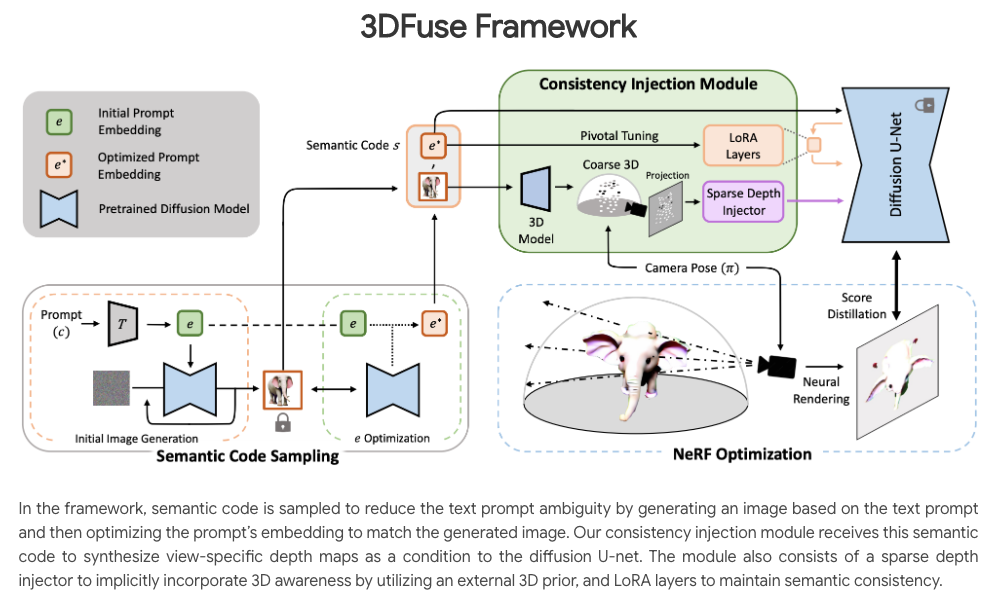 3DFuse Framework
e
Initial Prompt
Embedding
e*
Optimized Prompt
Embedding
Pretrained Diffusion Model
Semantic Code s
e*
,
Consistency Injection Module
Pivotal Tuning
LoRA
Layers
Coarse 3D
Projection
3D
Model
Sparse Depth
Injector
Diffusion U-Net
Camera Pose (π)
Prompt
(c)
T
e
e
e*
Initial Image Generation
e Optimization
Semantic Code Sampling
Score
Distillation
Neural
Rendering
NeRF Optimization
In the framework, semantic code is sampled to reduce the text prompt ambiguity by generating an image based on the text prompt
and then optimizing the prompt's embedding to match the generated image. Our consistency injection module receives this semantic
code to synthesize view-specific depth maps as a condition to the diffusion U-net. The module also consists of a sparse depth
injector to implicitly incorporate 3D awareness by utilizing an external 3D prior, and LoRA layers to maintain semantic consistency.